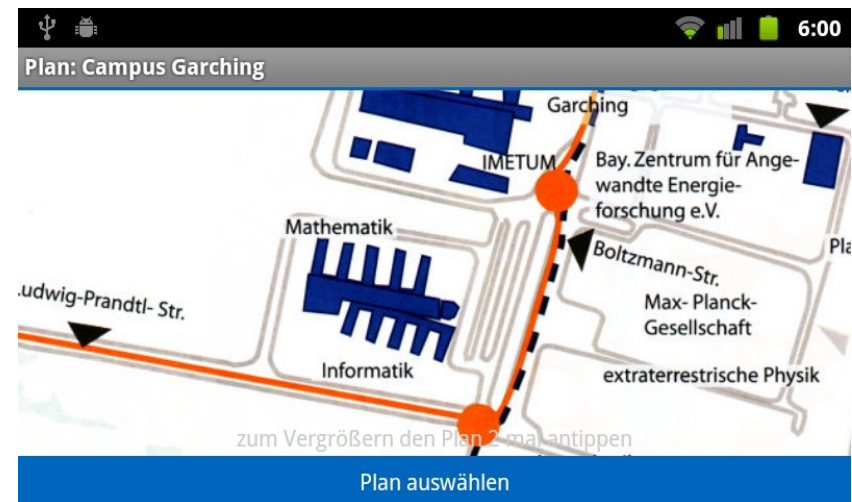 6:00
Plan: Campus Garching
Garching
IMETUM
Bay. Zentrum für Ange-
wandte Energie-
forschung e.V.
Mathematik
Boltzmann-Str.
Pla
udwig-Prandtl- Str.
Max- Planck-
Gesellschaft
Informatik
extraterrestrische Physik
zum Vergrößern den Plan 2 mal antippen
Plan auswählen